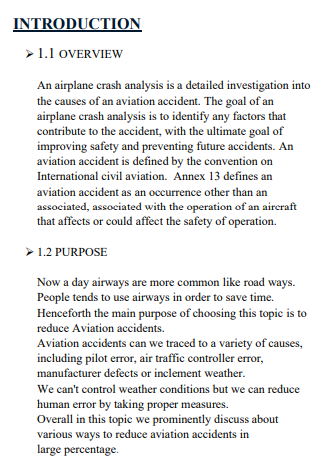 INTRODUCTION
➢ 1.1 OVERVIEW
An airplane crash analysis is a detailed investigation into
the causes of an aviation accident. The goal of an
airplane crash analysis is to identify any factors that
contribute to the accident, with the ultimate goal of
improving safety and preventing future accidents. An
aviation accident is defined by the convention on
International civil aviation.  Annex 13 defines an
aviation accident as an occurrence other than an
associated, associated with the operation of an aircraft
that affects or could affect the safety of operation.
➢ 1.2 PURPOSE
Now a day airways are more common like road ways.
People tends to use airways in order to save time.
Henceforth the main purpose of choosing this topic is to
reduce Aviation accidents.
Aviation accidents can we traced to a variety of causes,
including pilot error, air traffic controller error,
manufacturer defects or inclement weather.
We can't control weather conditions but we can reduce
human error by taking proper measures.
Overall in this topic we prominently discuss about
various ways to reduce aviation accidents in
large percentage.